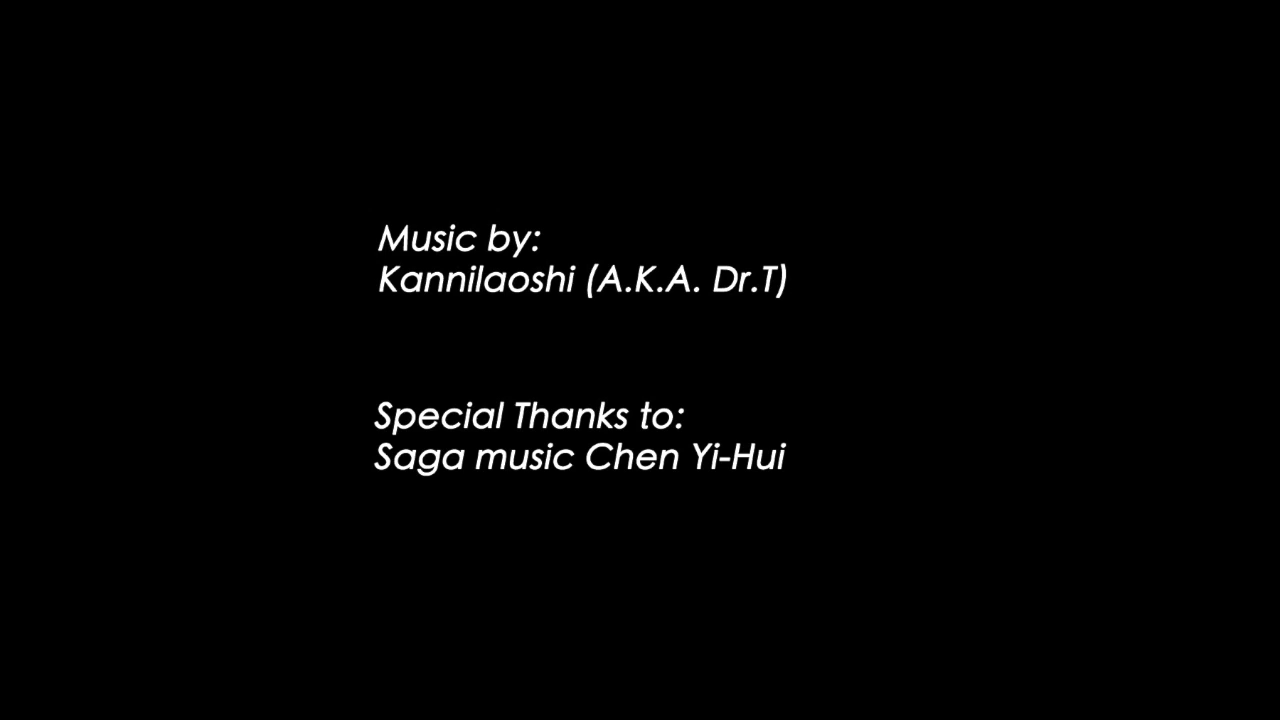 Music by:
Kannilaoshi (A.K.A. Dr.T)
Special Thanks to:
Saga music Chen Yi-Hui